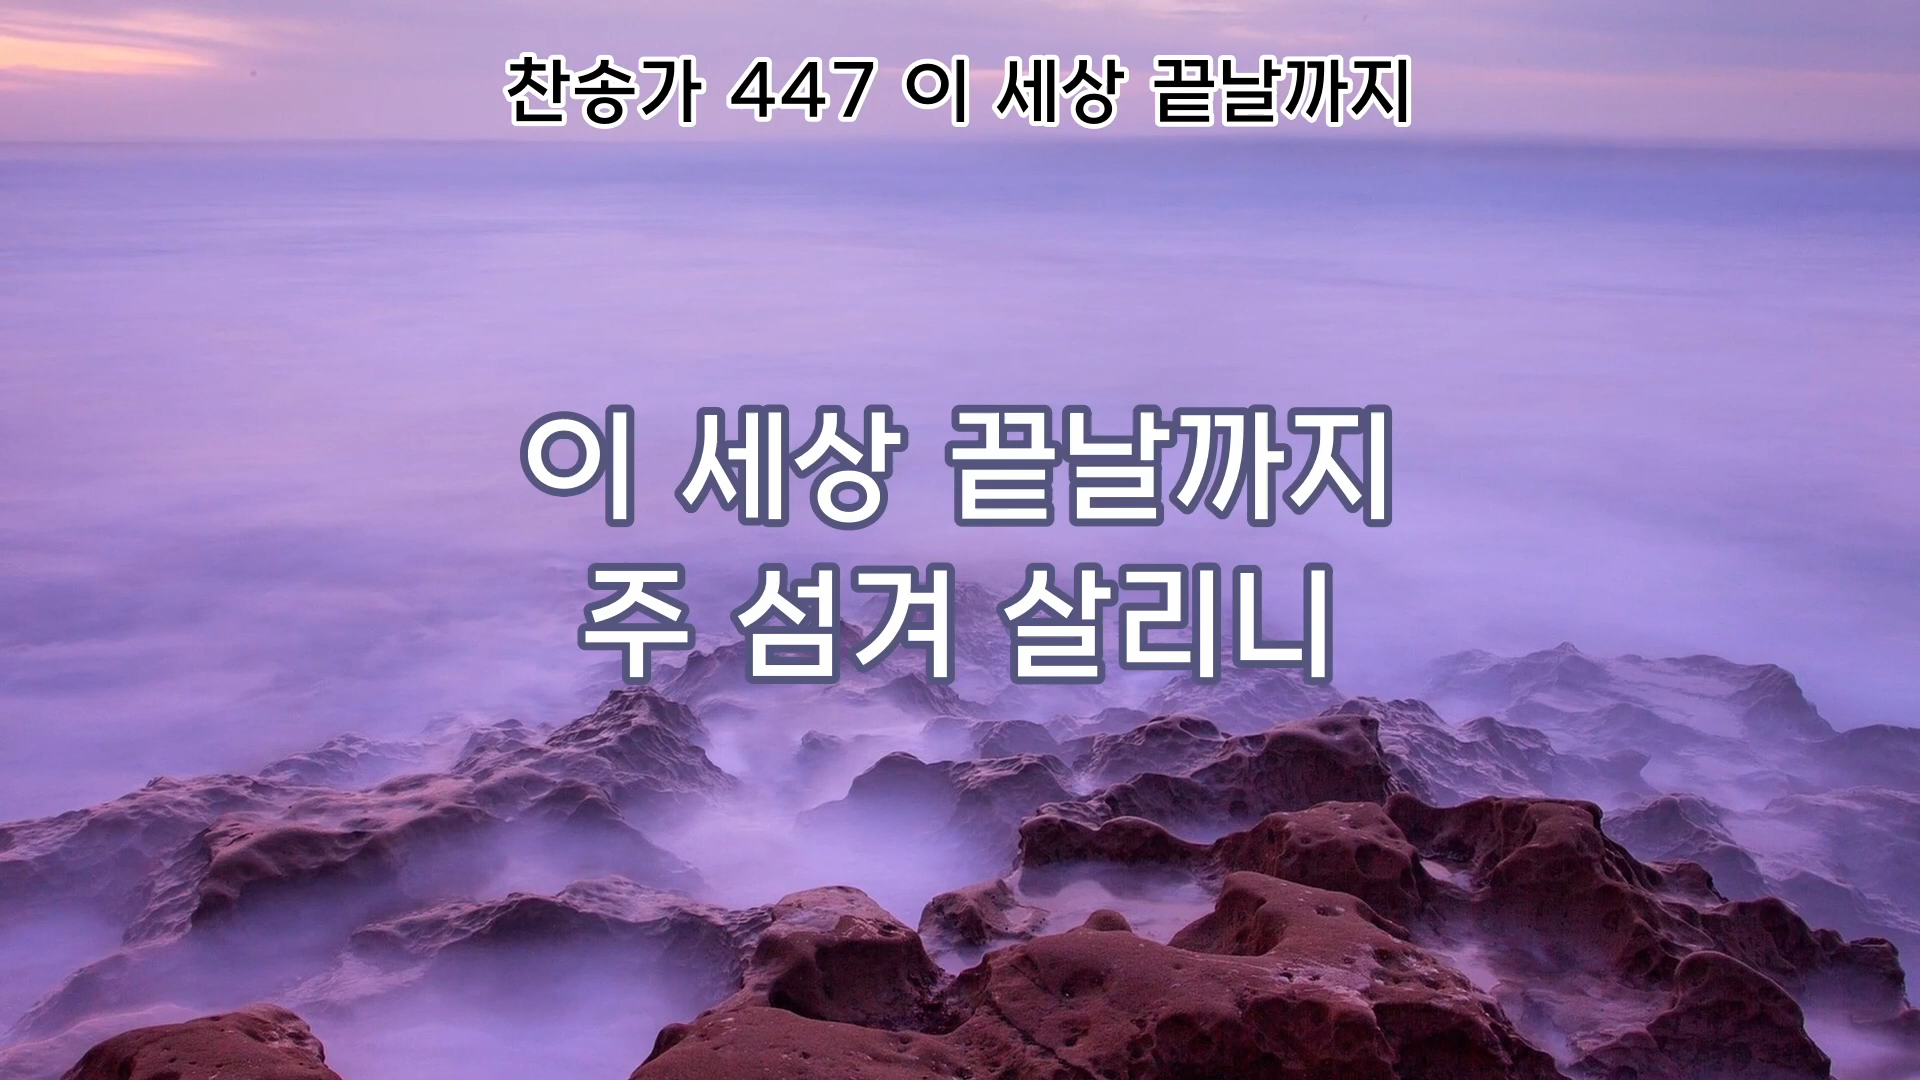 찬송가 447 이 세상 끝날까지
이 세상 끝날까지
주 섬겨 살리니